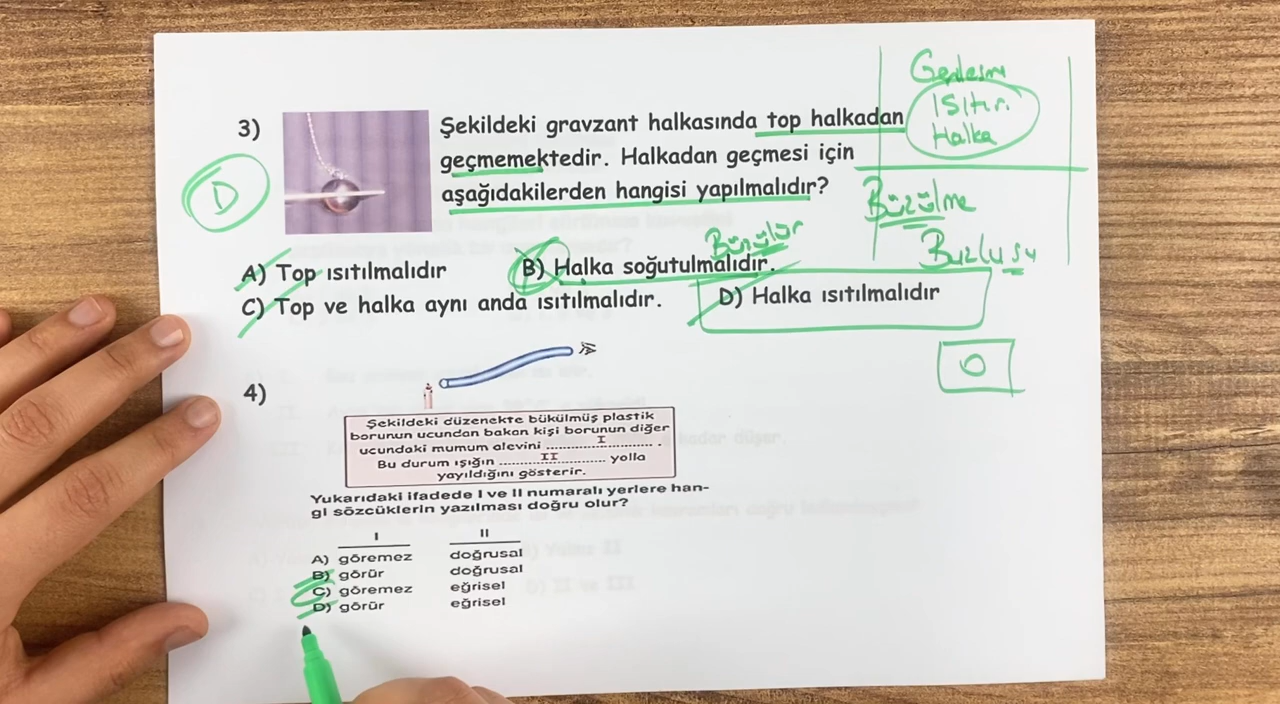 3)
Şekildeki gravzant halkasında top halkadan
geçmemektedir. Halkadan geçmesi için
aşağıdakilerden hangisi yapılmalıdır?
D
Genleşme
Isıtır.
Halka
Büzülme
Buzlu su
Büzülür
A) Top ısıtılmalıdır
B) Halka soğutulmalıdır.
C) Top ve halka aynı anda ısıtılmalıdır.
D) Halka ısıtılmalıdır
4)
Şekildeki düzenekte bükülmüş plastik
borunun ucundan bakan kişi borunun diğer
ucundaki mumum alevini ......I...... .
Bu durum ışığın ......II...... yolla
yayıldığını gösterir.
Yukarıdaki ifadede I ve II numaralı yerlere han-
gi sözcüklerin yazılması doğru olur?
I II
A) göremez doğrusal
B) görür doğrusal
C) göremez eğrisel
D) görür eğrisel